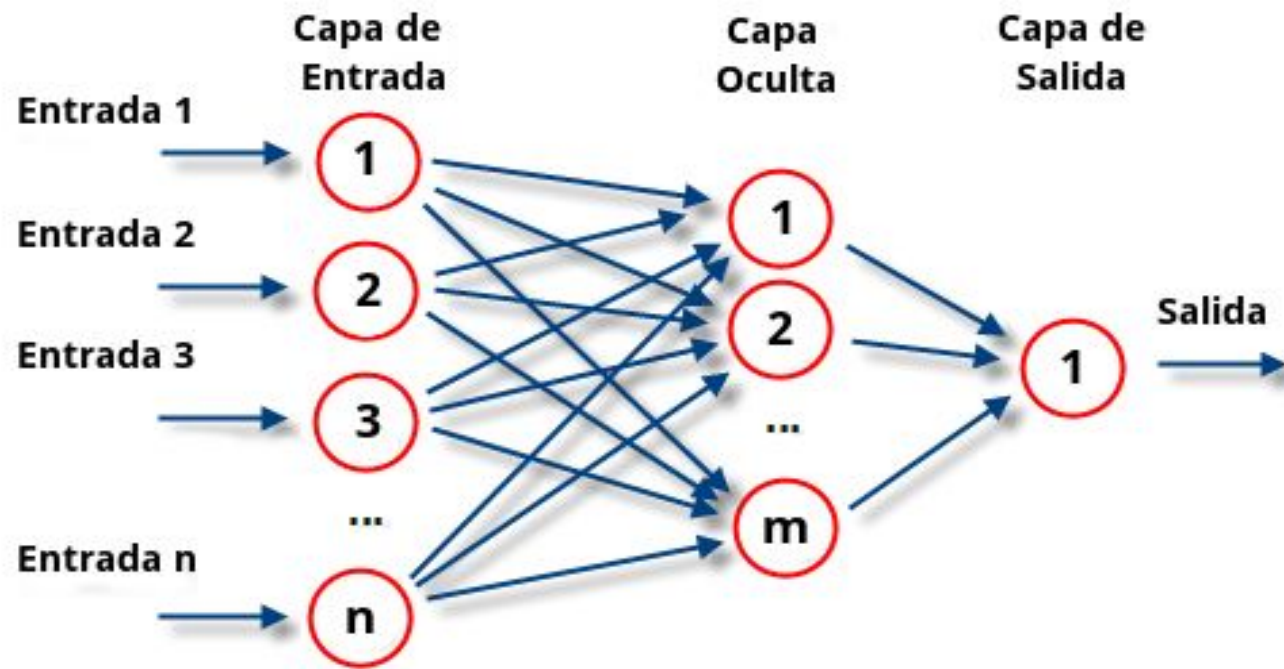 Capa de
Entrada
Capa
Oculta
Capa de
Salida
Entrada 1
1
Entrada 2
2
Entrada 3
3
...
Entrada n
n
1
2
...
m
1
Salida